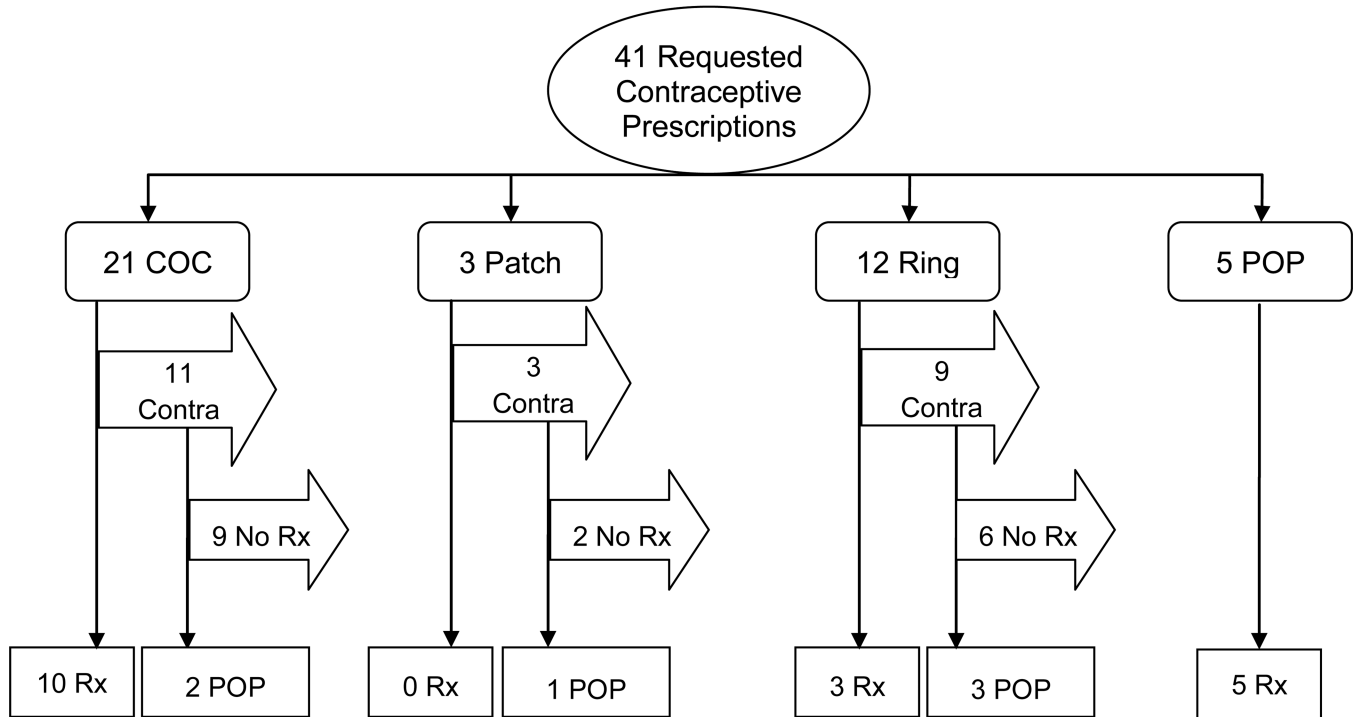 41 Requested
Contraceptive
Prescriptions
21 COC
3 Patch
12 Ring
5 POP
11
Contra
3
Contra
9
Contra
9 No Rx
2 No Rx
6 No Rx
10 Rx
2 POP
0 Rx
1 POP
3 Rx
3 POP
5 Rx